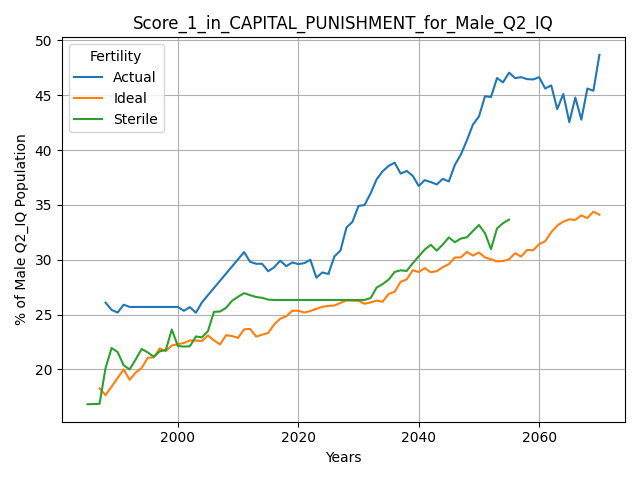 Score_1_in_CAPITAL_PUNISHMENT_for_Male_Q2_IQ
% of Male Q2_IQ Population
50
45
40
35
30
25
20
Fertility
Actual
Ideal
Sterile
2000
2020
2040
2060
Years